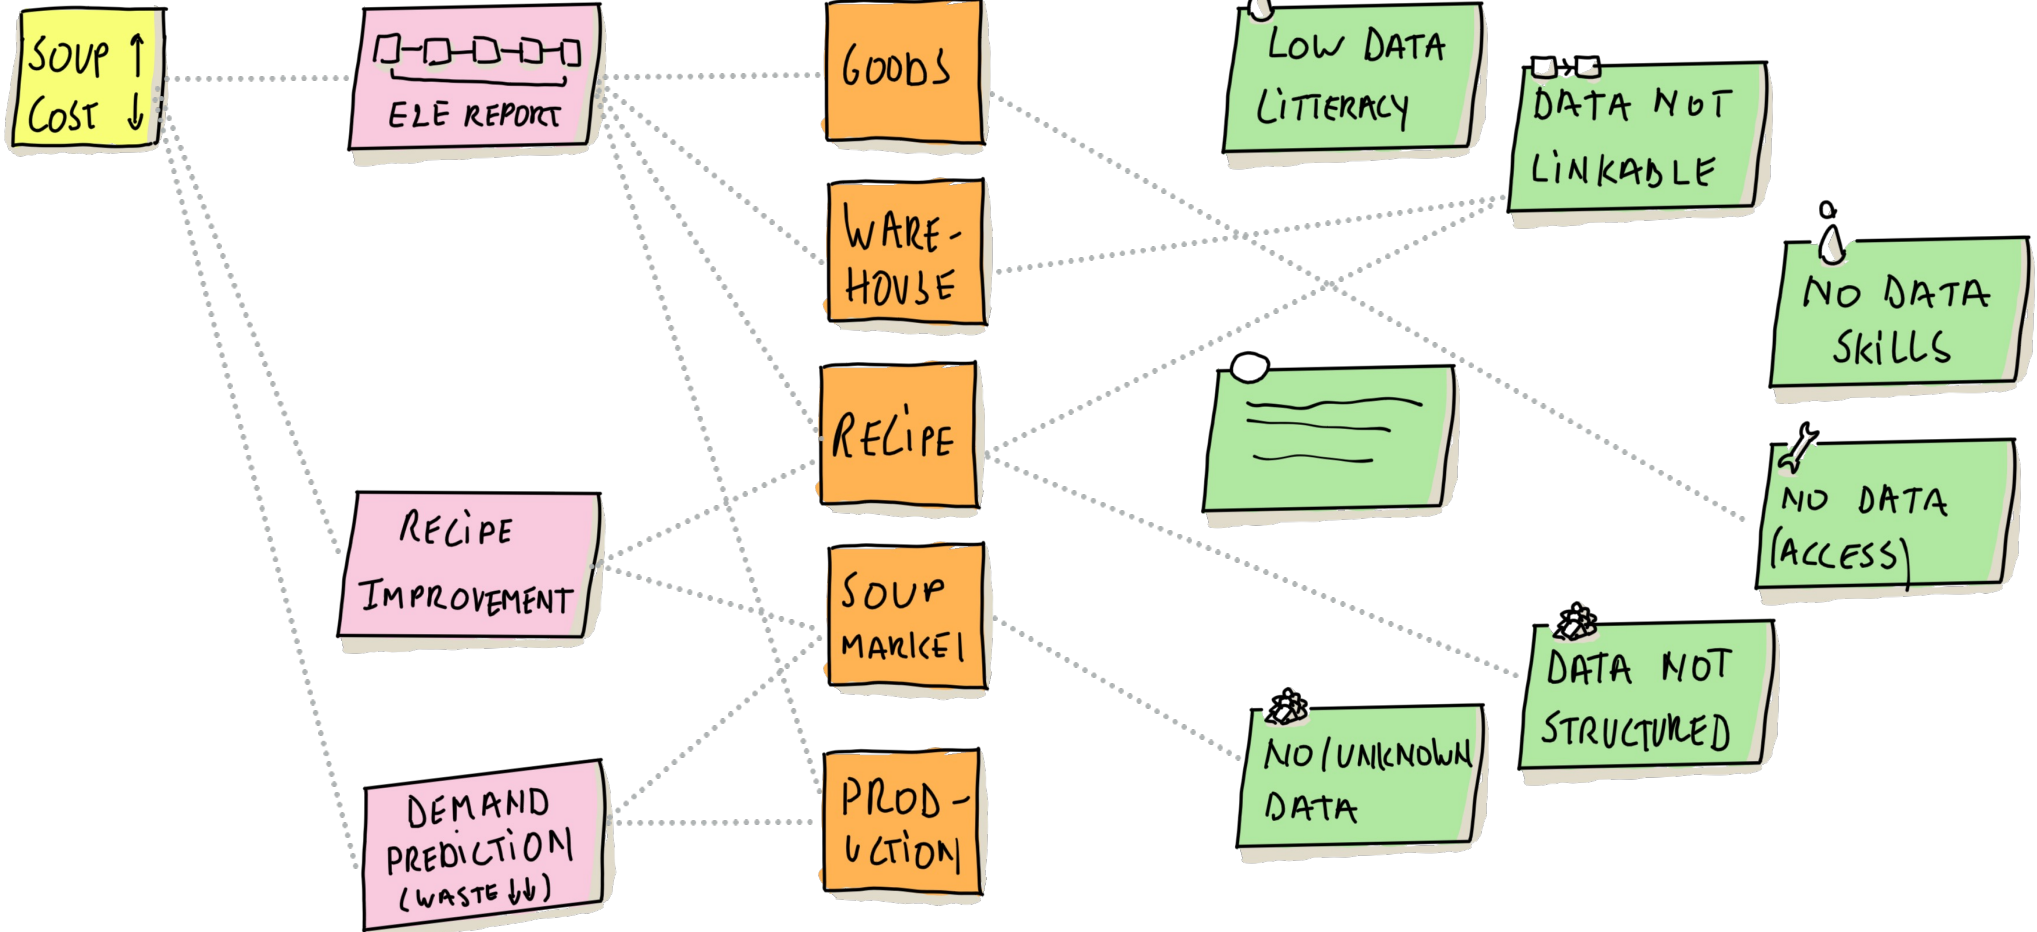 SOUP ↑
COST ↓
E2E REPORT
RECIPE
IMPROVEMENT
DEMAND
PREDICTION
(WASTE ↓↓)
GOODS
WARE-
HOUSE
RECIPE
SOUP
MARKET
PROD-
UCTION
LOW DATA
LITTERACY
DATA NOT
LINKABLE
NO DATA
SKILLS
NO DATA
(ACCESS)
DATA NOT
STRUCTURED
NO/UNKNOWN
DATA